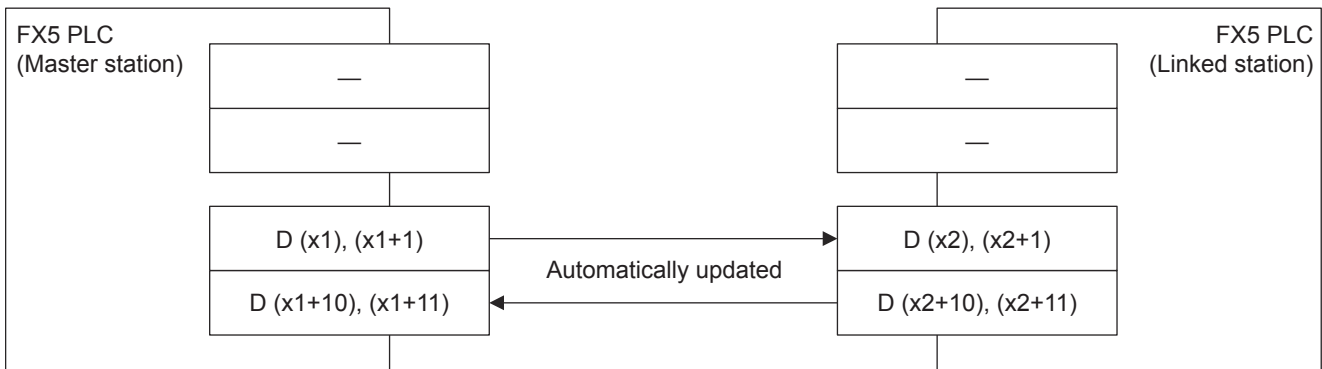 FX5 PLC
(Master station)
FX5 PLC
(Linked station)
—
—
—
—
D (x1), (x1+1)
D (x2), (x2+1)
Automatically updated
D (x1+10), (x1+11)
D (x2+10), (x2+11)